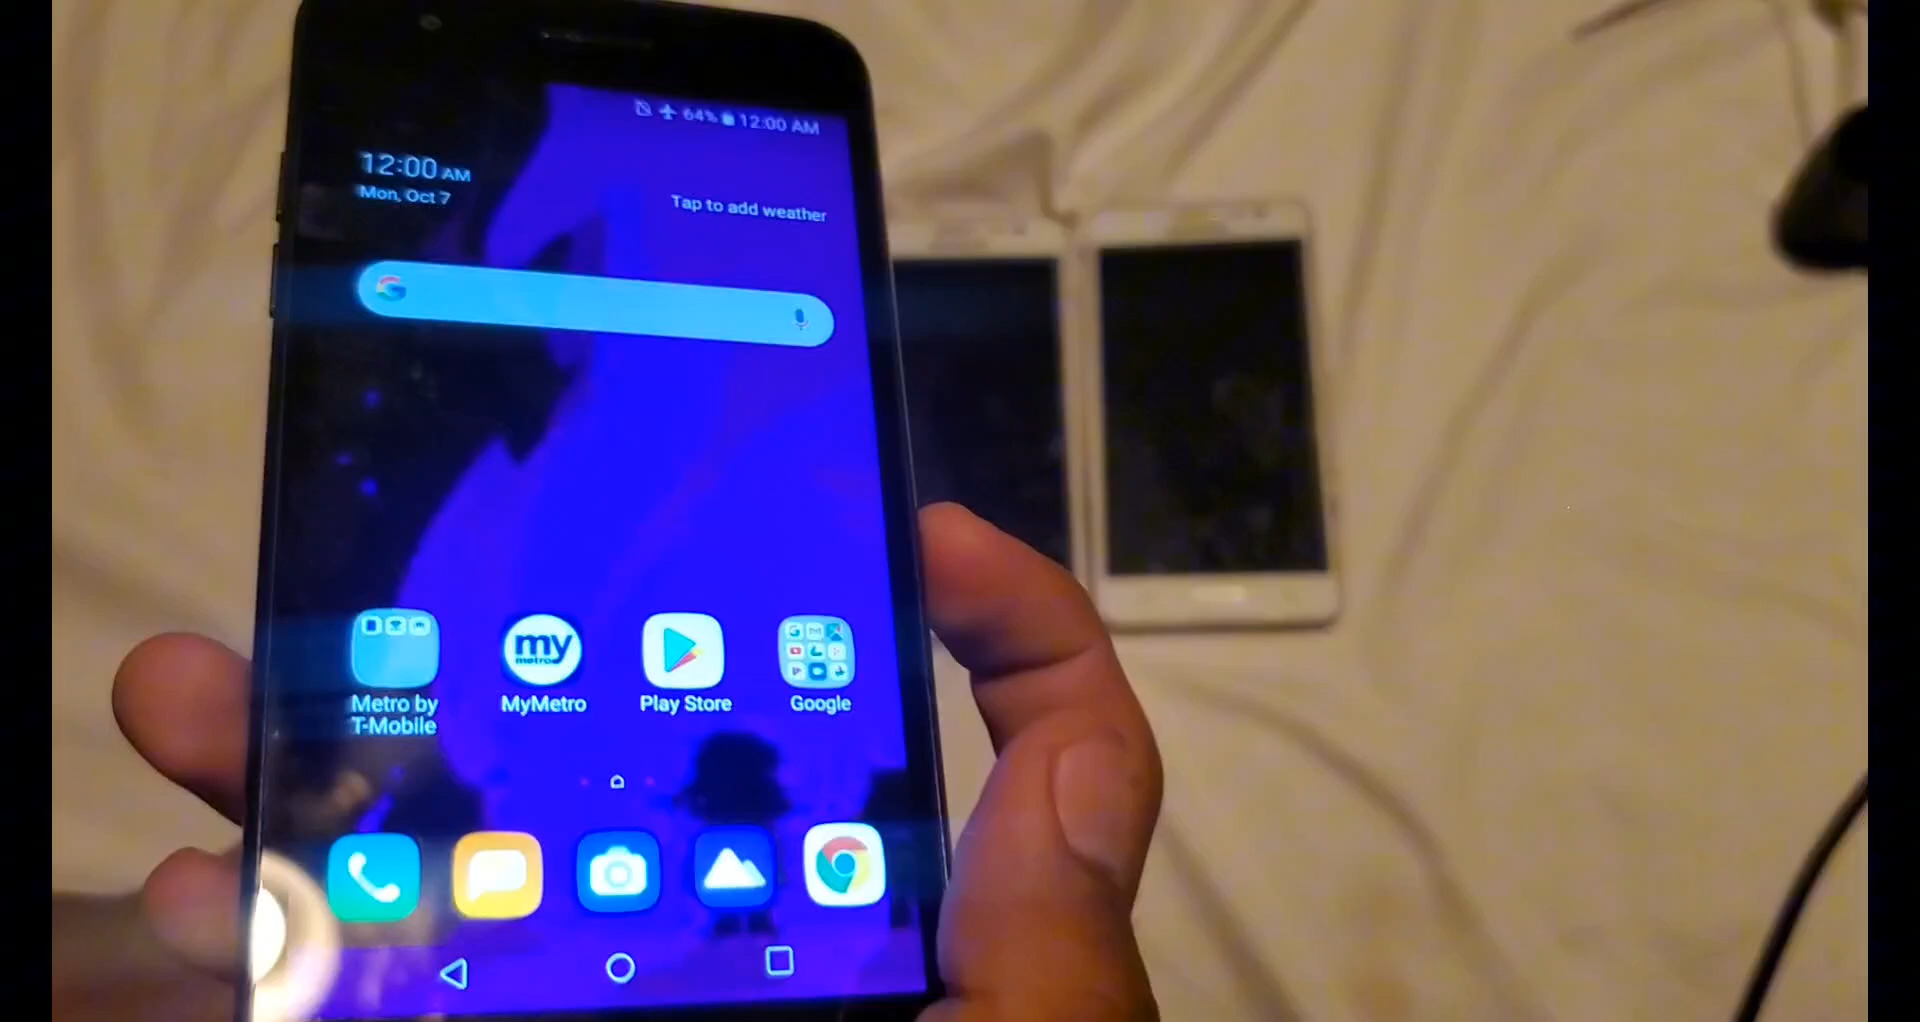 64% 12:00 AM
12:00 AM
Mon, Oct 7
Tap to add weather
G
my
metro
Metro by
T-Mobile
MyMetro
Play Store
Google